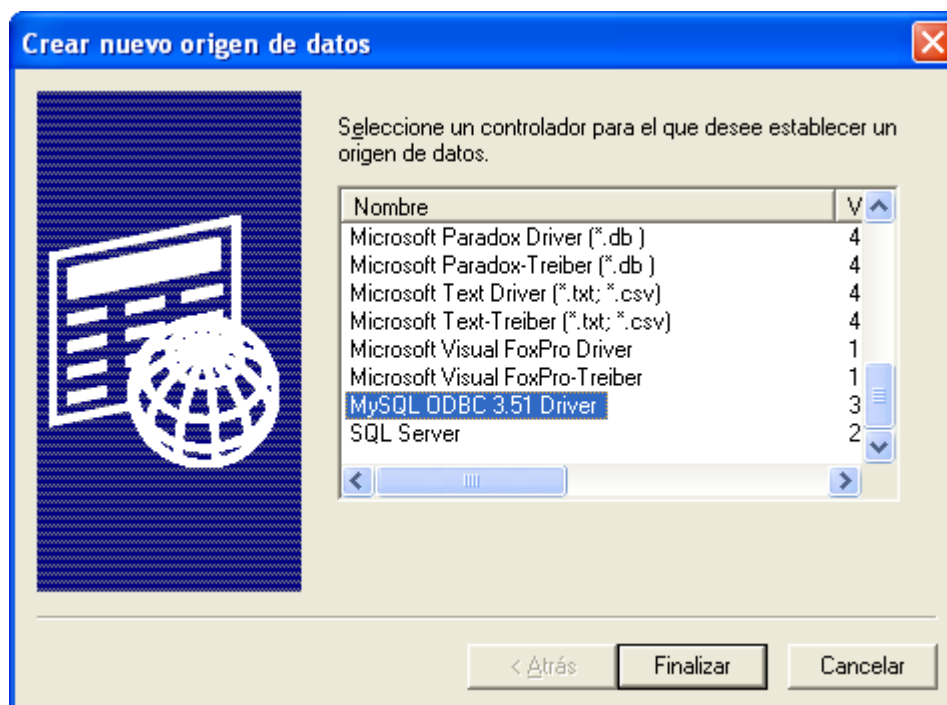 Crear nuevo origen de datos
Seleccione un controlador para el que desee establecer un
origen de datos.
Nombre V
Microsoft Paradox Driver (*.db ) 4
Microsoft Paradox-Treiber (*.db ) 4
Microsoft Text Driver (*.txt; *.csv) 4
Microsoft Text-Treiber (*.txt; *.csv) 4
Microsoft Visual FoxPro Driver 1
Microsoft Visual FoxPro-Treiber 1
MySQL ODBC 3.51 Driver 3
SQL Server 2
< Atrás Finalizar Cancelar